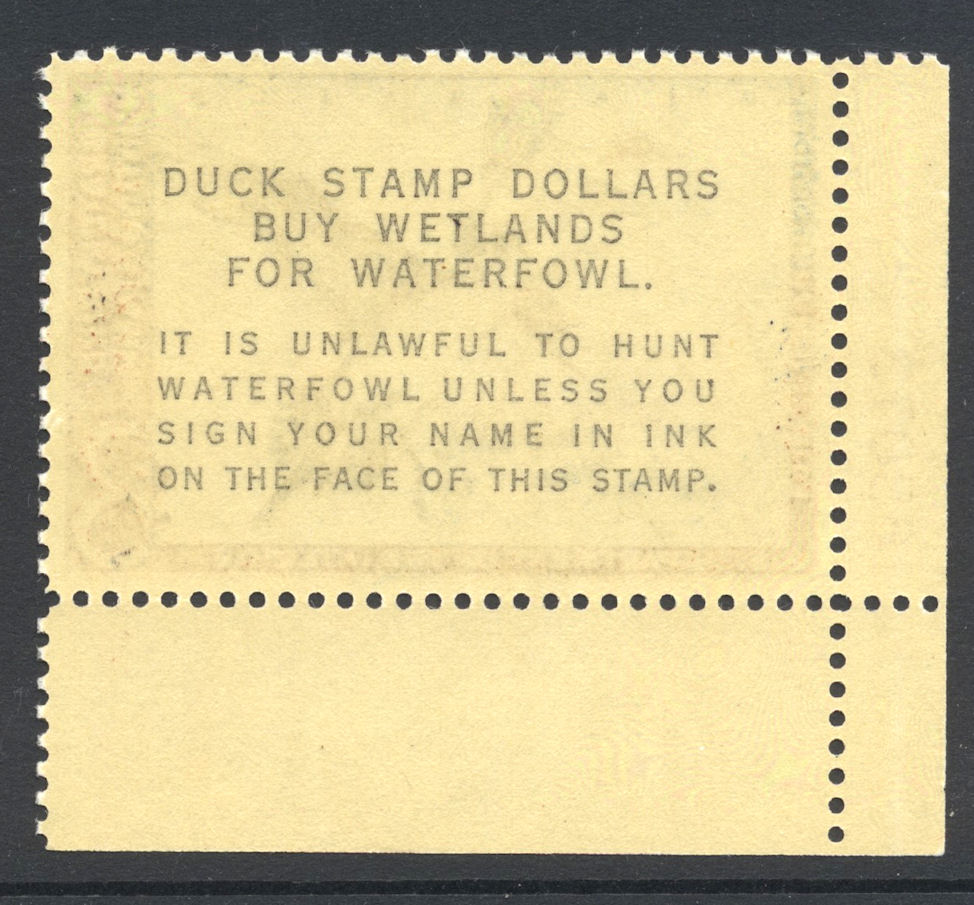 DUCK STAMP DOLLARS
BUY WETLANDS
FOR WATERFOWL.
IT IS UNLAWFUL TO HUNT
WATERFOWL UNLESS YOU
SIGN YOUR NAME IN INK
ON THE FACE OF THIS STAMP.